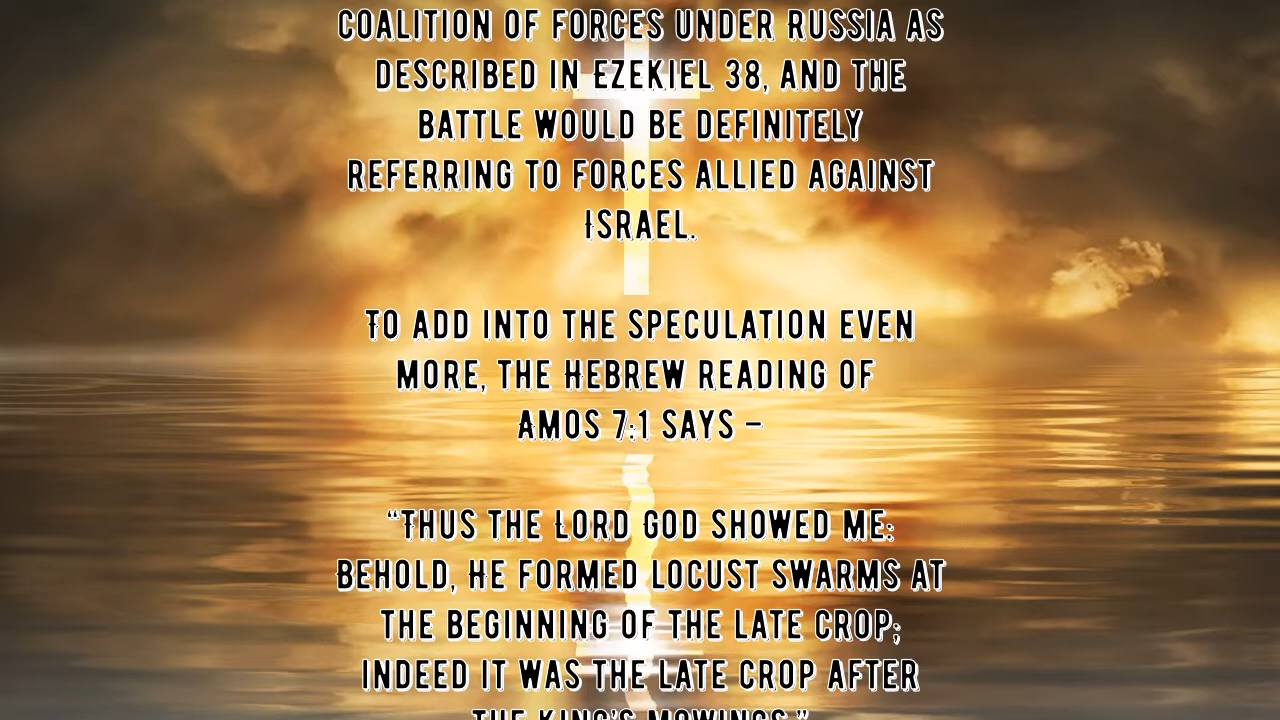 COALITION OF FORCES UNDER RUSSIA AS
DESCRIBED IN EZEKIEL 38, AND THE
BATTLE WOULD BE DEFINITELY
REFERRING TO FORCES ALLIED AGAINST
ISRAEL.
TO ADD INTO THE SPECULATION EVEN
MORE, THE HEBREW READING OF
AMOS 7:1 SAYS –
“THUS THE LORD GOD SHOWED ME:
BEHOLD, HE FORMED LOCUST SWARMS AT
THE BEGINNING OF THE LATE CROP;
INDEED IT WAS THE LATE CROP AFTER
THE KING'S MOWINGS.”